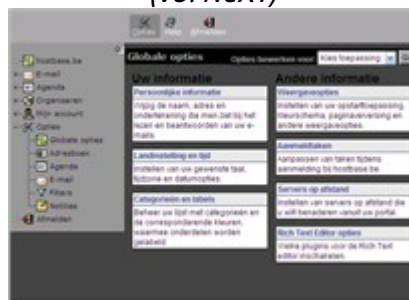 (VU: NEXT)
Opties Help Afmelden
hostbase.be
E-mail
Agenda
Organiseren
Mijn account
Opties
Globale opties
Adresboek
Agenda
E-mail
Filters
Notities
Afmelden
Globale opties Opties bewerken voor: Kies toepassing
Uw informatie
Persoonlijke informatie
Wijzig de naam, adres en
ondertekening die men ziet bij het
lezen en beantwoorden van uw e-
mails.
Landinstelling en tijd
Instellen van uw gewenste taal,
tijdzone en datumopties.
Categorieën en labels
Beheer uw lijst met categorieën en
de corresponderende kleuren,
waarmee onderdelen worden
gelabeld
Andere informatie
Weergaveopties
Instellen van uw opstarttoepassing,
kleurschema, paginaverversing en
andere weergaveopties.
Aanmeldtaken
Aanpassen van taken tijdens
aanmelding bij hostbase.be
Servers op afstand
Instellen van servers op afstand die
u wilt benaderen vanuit uw portal
Rich Text Editor opties
Welke plugins voor de Rich Text
editor inschakelen.